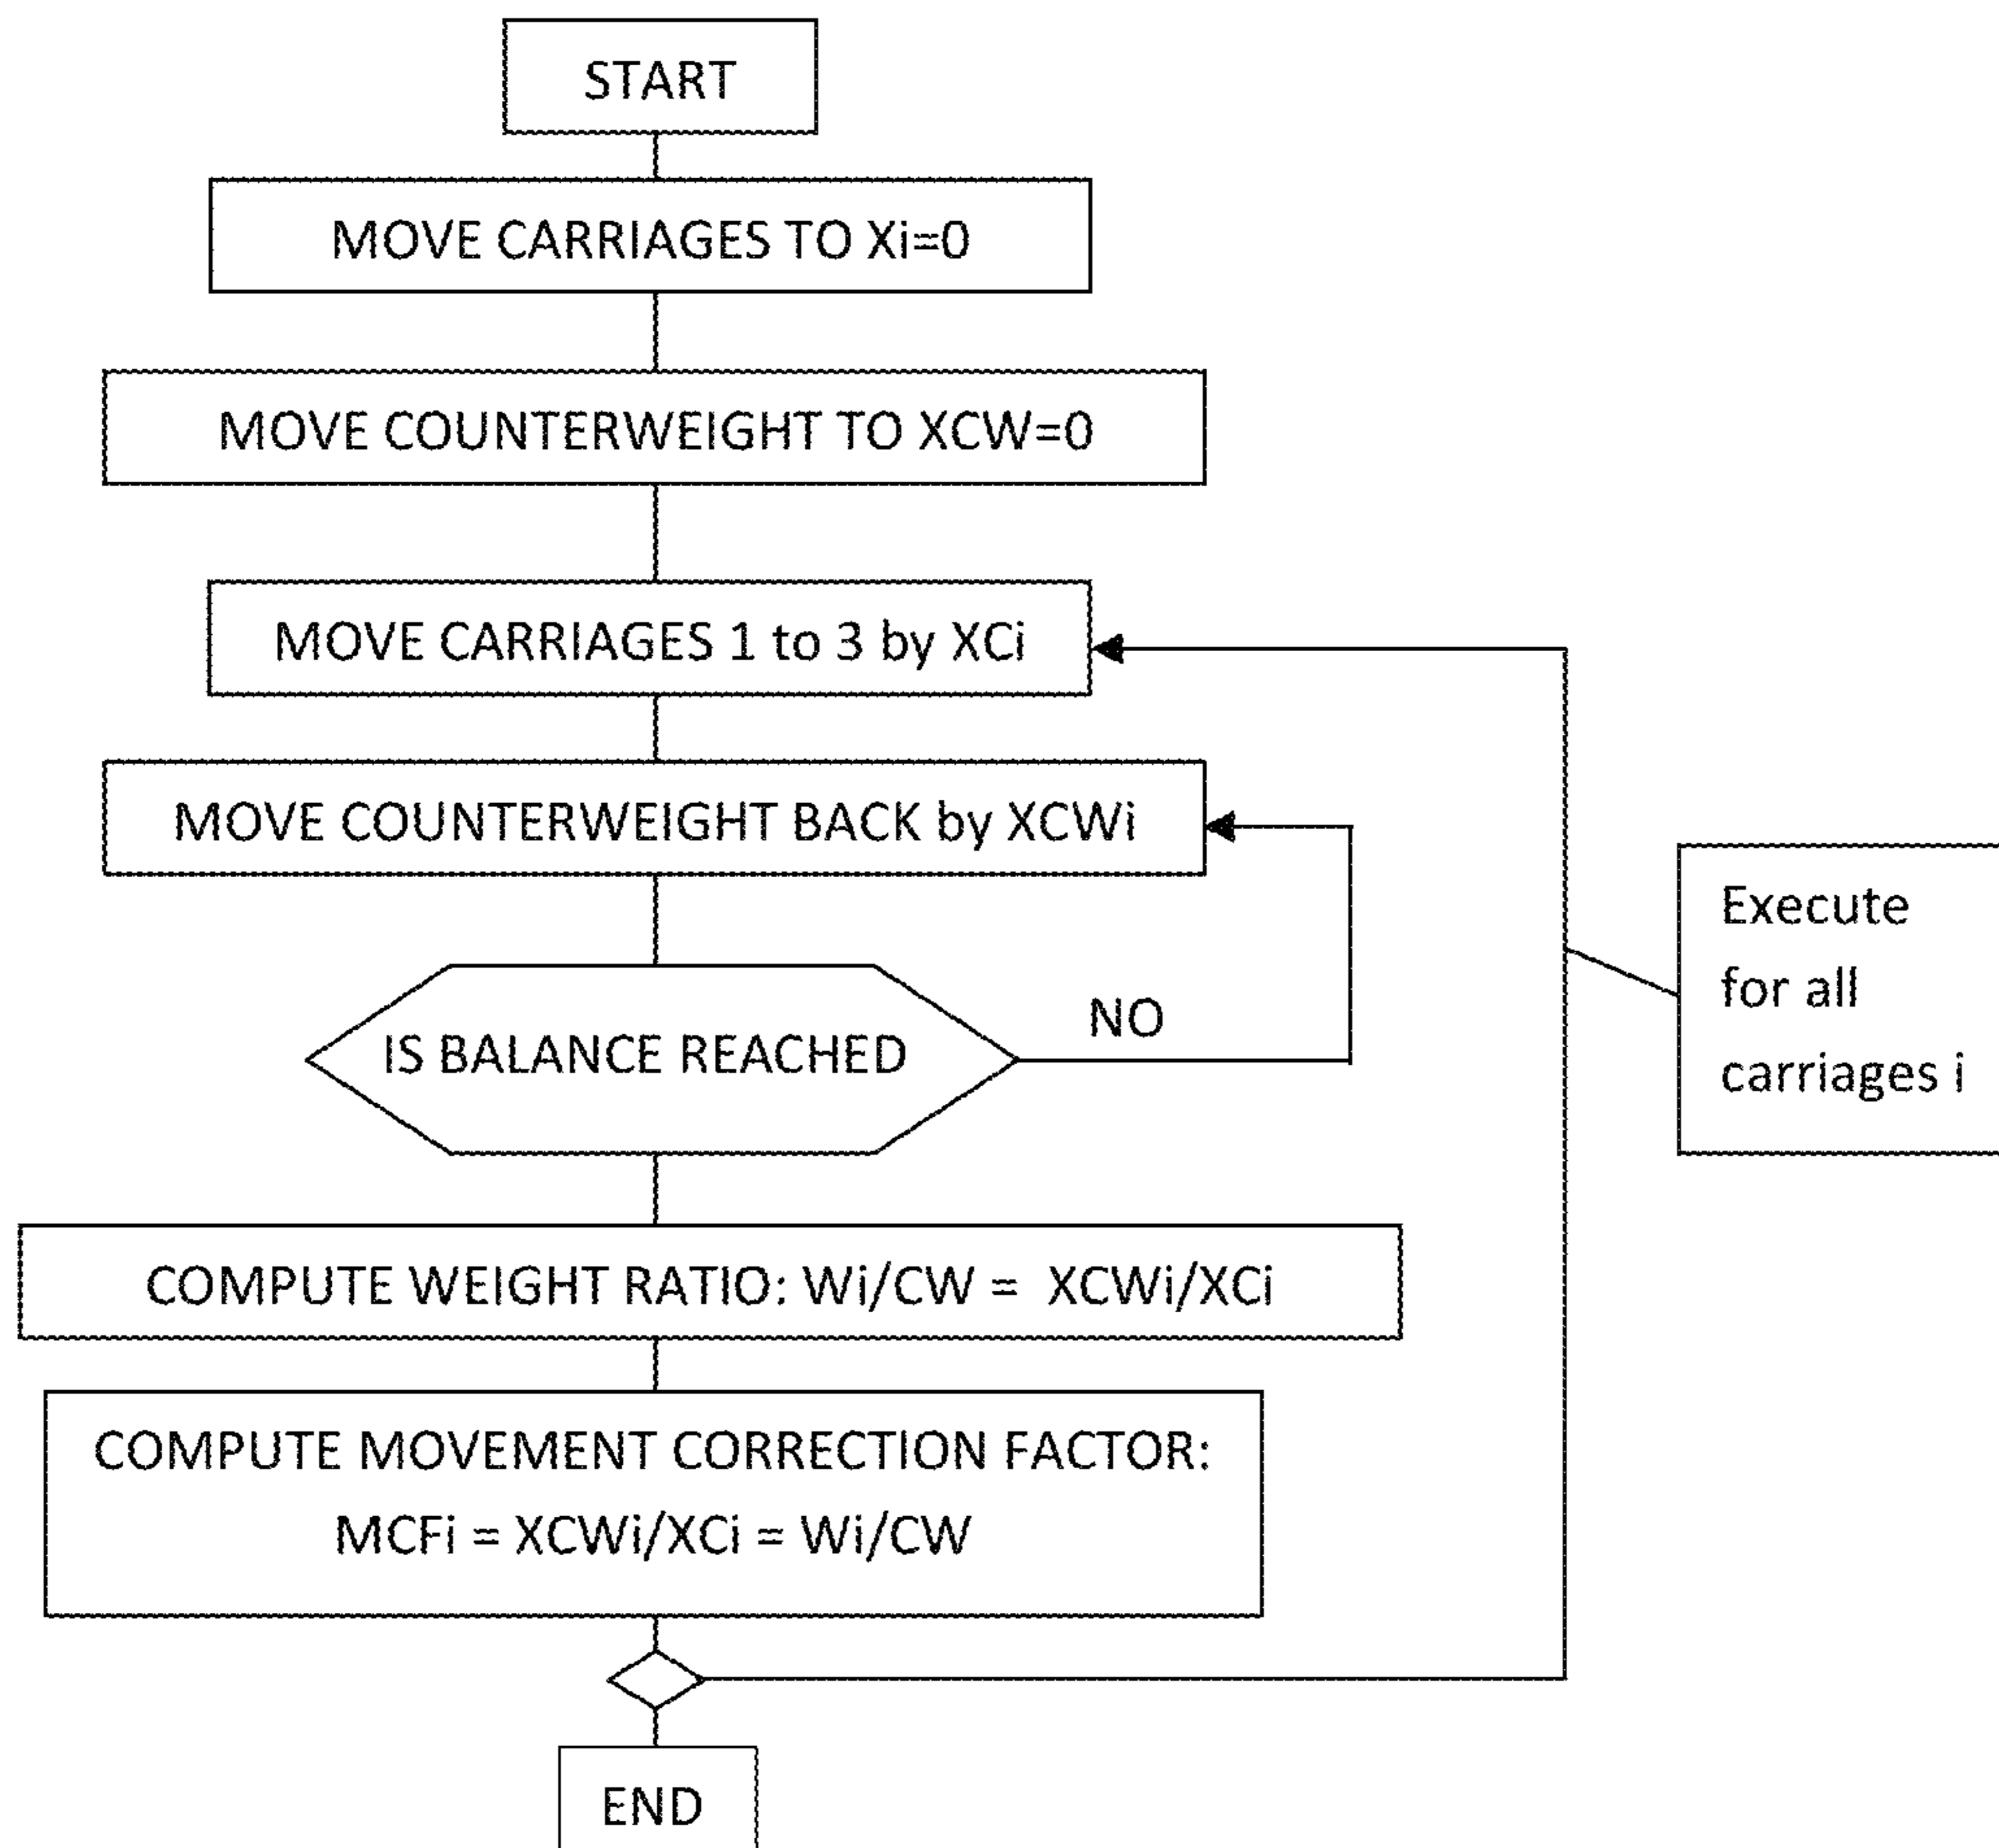 START
MOVE CARRIAGES TO Xi=0
MOVE COUNTERWEIGHT TO XCW=0
MOVE CARRIAGES 1 to 3 by XCi
MOVE COUNTERWEIGHT BACK by XCWi
IS BALANCE REACHED
NO
Execute
for all
carriages i
COMPUTE WEIGHT RATIO: Wi/CW = XCWi/XCi
COMPUTE MOVEMENT CORRECTION FACTOR:
MCFi = XCWi/XCi = Wi/CW
END